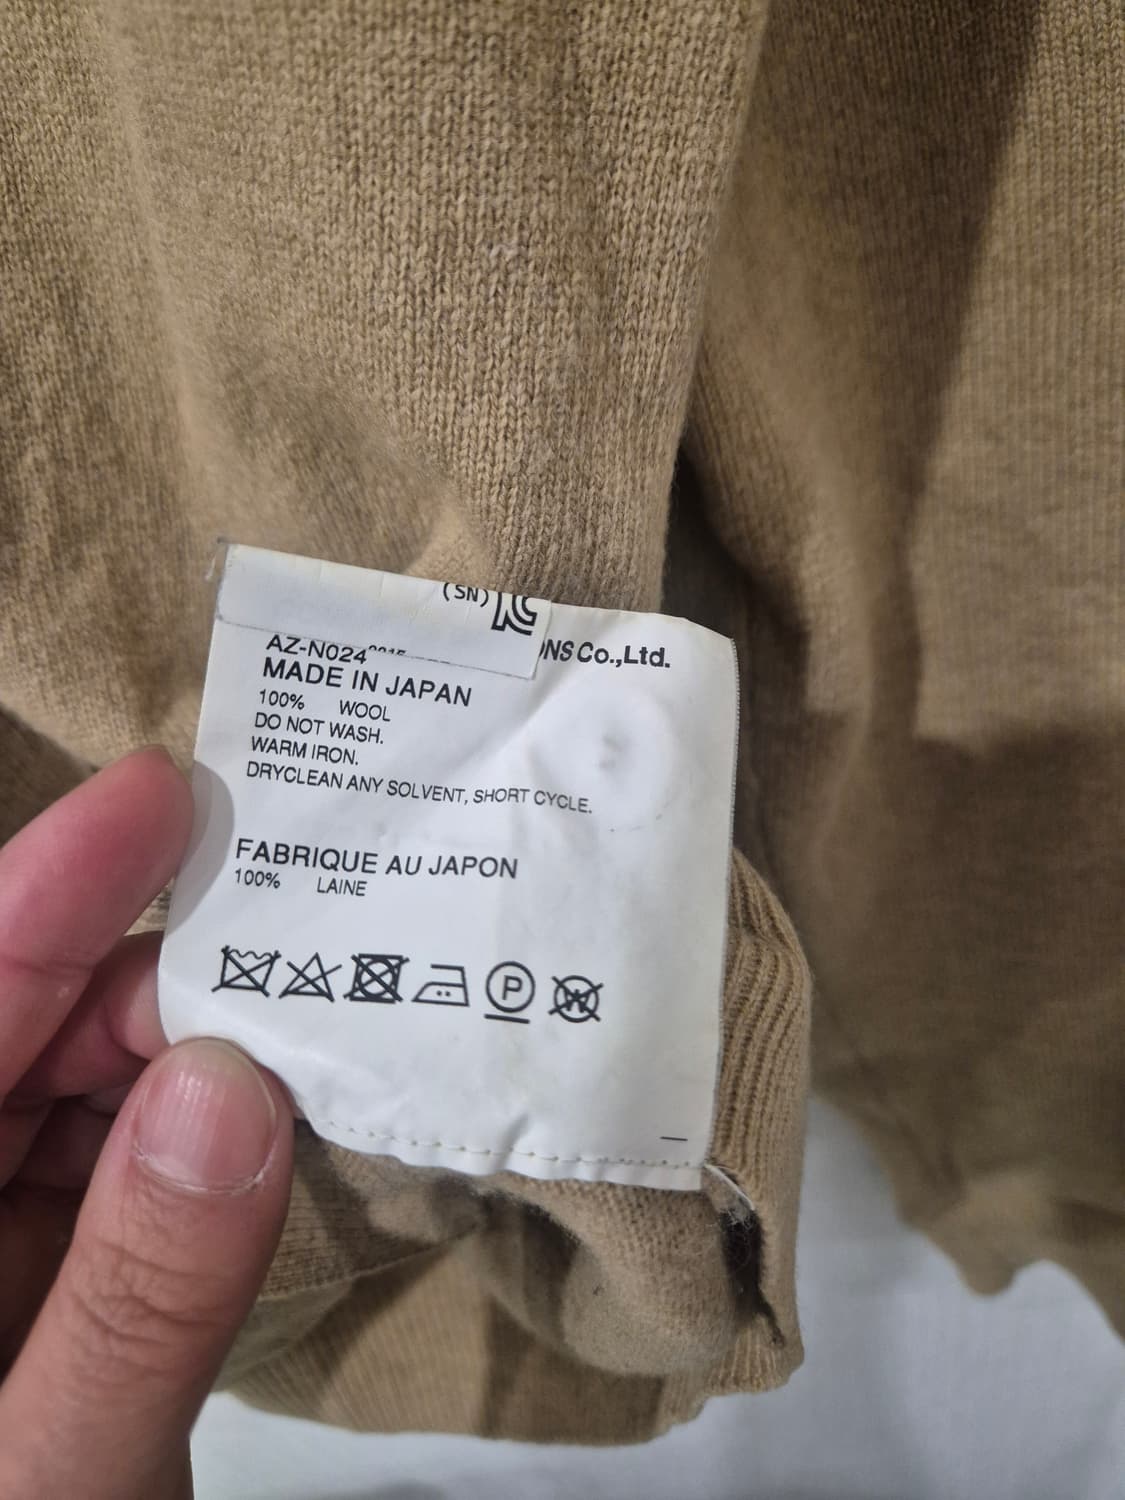 (SN)
NS Co.,Ltd.
AZ-N024
MADE IN JAPAN
100% WOOL
DO NOT WASH.
WARM IRON.
DRYCLEAN ANY SOLVENT, SHORT CYCLE.
FABRIQUE AU JAPON
100% LAINE
P
W